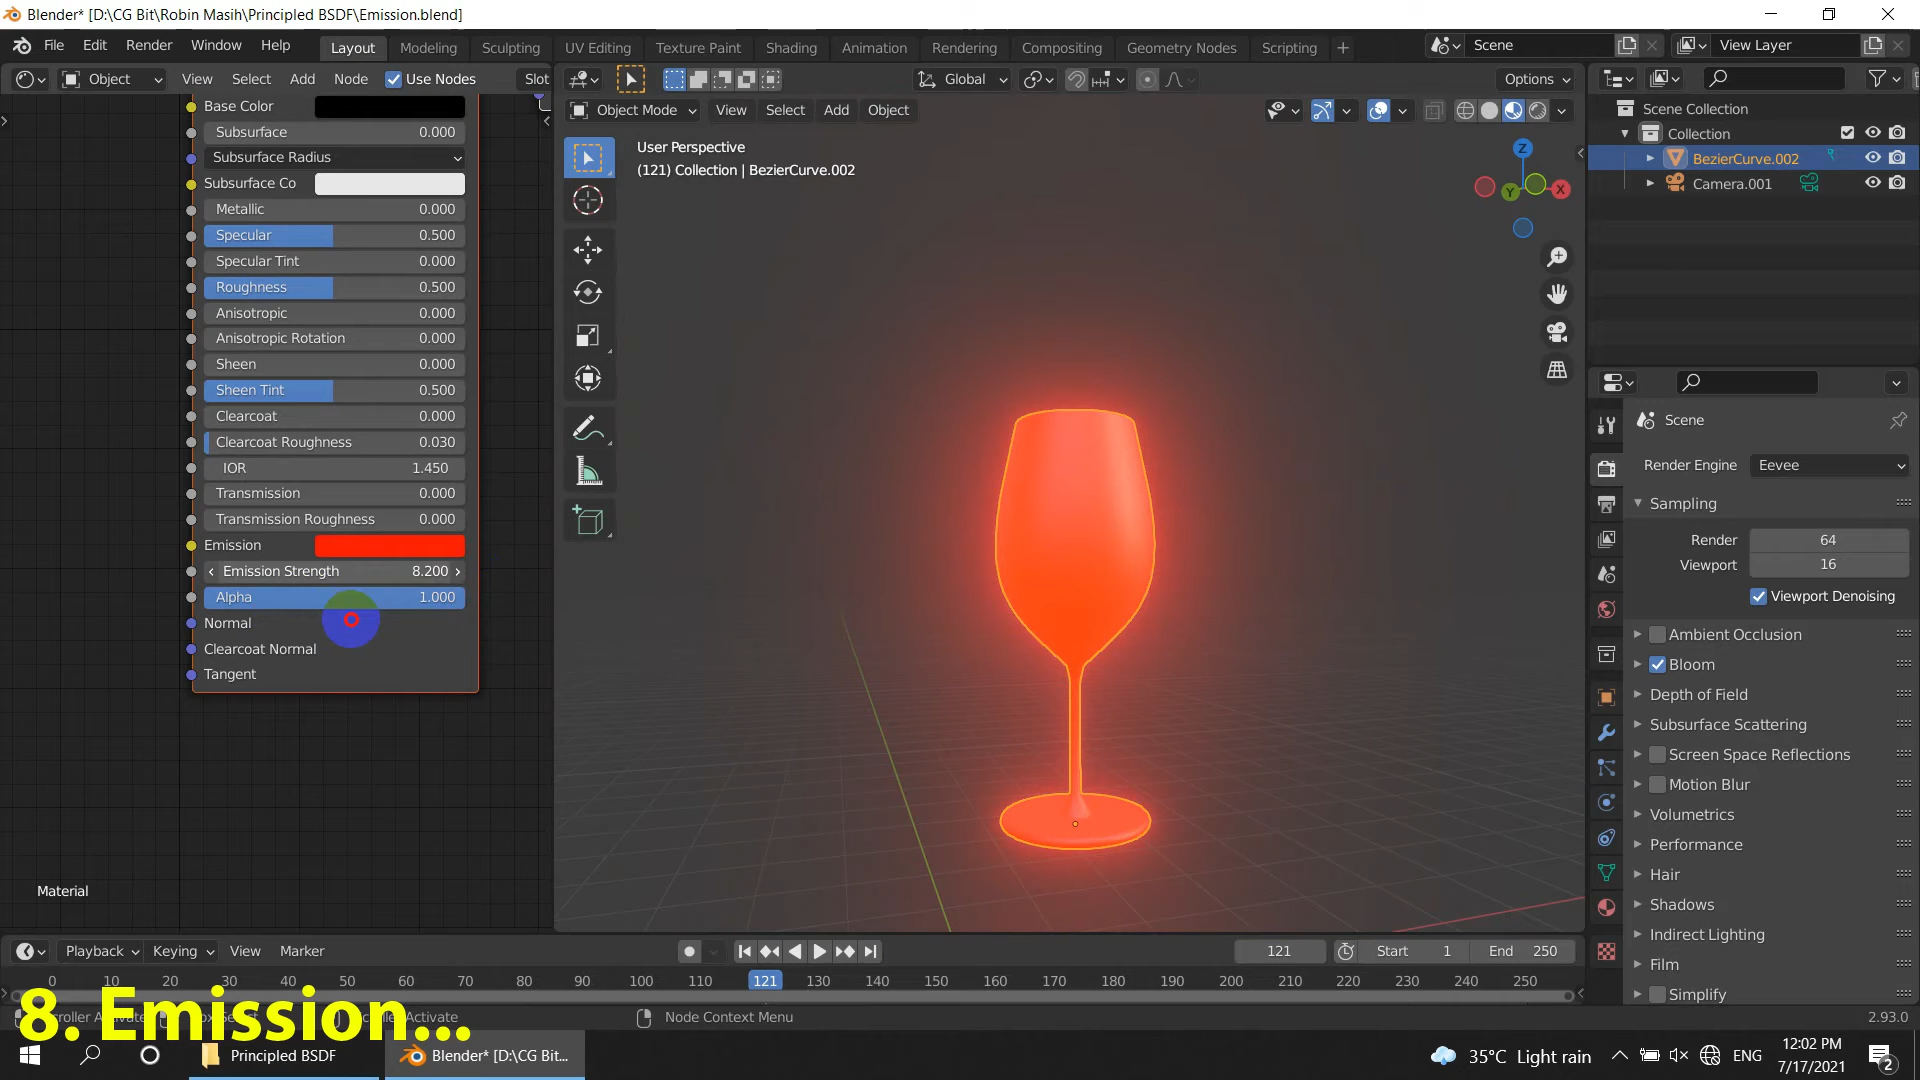 Blender* [D:\CG Bit\Robin Masih\Principled BSDF\Emission.blend]
File Edit Render Window Help Layout Modeling Sculpting UV Editing Texture Paint Shading Animation Rendering Compositing Geometry Nodes Scripting + Scene View Layer
Object View Select Add Node Use Nodes Slot Global Options
Object Mode View Select Add Object
User Perspective
(121) Collection | BezierCurve.002
Base Color
Subsurface 0.000
Subsurface Radius
Subsurface Co
Metallic 0.000
Specular 0.500
Specular Tint 0.000
Roughness 0.500
Anisotropic 0.000
Anisotropic Rotation 0.000
Sheen 0.000
Sheen Tint 0.500
Clearcoat 0.000
Clearcoat Roughness 0.030
IOR 1.450
Transmission 0.000
Transmission Roughness 0.000
Emission
Emission Strength 8.200
Alpha 1.000
Normal
Clearcoat Normal
Tangent
Material
Z
Y
X
Scene Collection
Collection
BezierCurve.002
Camera.001
Scene
Render Engine Eevee
Sampling
Render 64
Viewport 16
Viewport Denoising
Ambient Occlusion
Bloom
Depth of Field
Subsurface Scattering
Screen Space Reflections
Motion Blur
Volumetrics
Performance
Hair
Shadows
Indirect Lighting
Film
Simplify
Playback Keying View Marker 121 Start 1 End 250
0 10 20 30 40 50 60 70 80 90 100 110 121 130 140 150 160 170 180 190 200 210 220 230 240 250
8. Emission...
Node Context Menu
2.93.0
Principled BSDF
Blender* [D:\CG Bit...
35°C Light rain
ENG
12:02 PM
7/17/2021
2